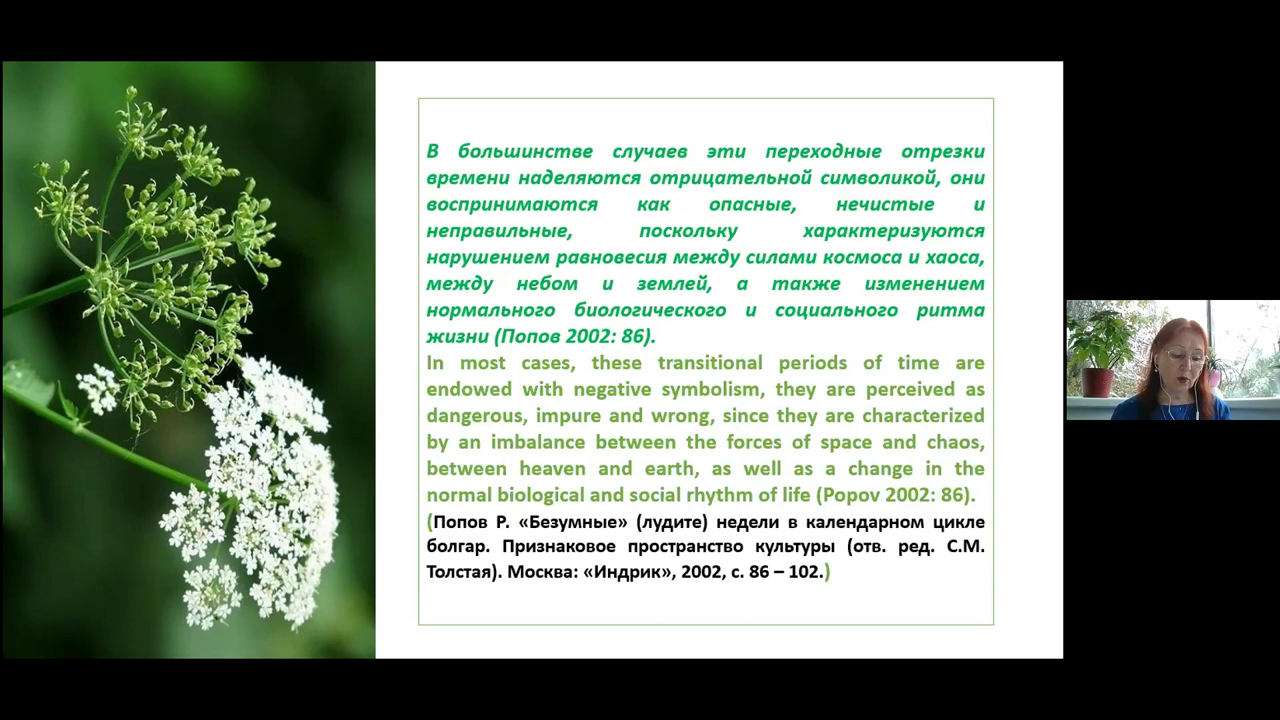 В большинстве случаев эти переходные отрезки
времени наделяются отрицательной символикой, они
воспринимаются как опасные, нечистые и
неправильные, поскольку характеризуются
нарушением равновесия между силами космоса и хаоса,
между небом и землей, а также изменением
нормального биологического и социального ритма
жизни (Попов 2002: 86).
In most cases, these transitional periods of time are
endowed with negative symbolism, they are perceived as
dangerous, impure and wrong, since they are characterized
by an imbalance between the forces of space and chaos,
between heaven and earth, as well as a change in the
normal biological and social rhythm of life (Popov 2002: 86).
(Попов Р. «Безумные» (лудите) недели в календарном цикле
болгар. Признаковое пространство культуры (отв. ред. С.М.
Толстая). Москва: «Индрик», 2002, с. 86 – 102.)